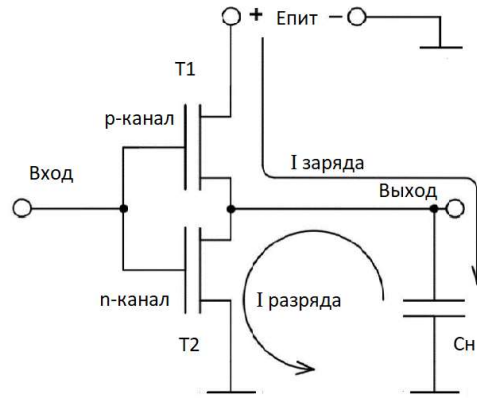 + Епит −
T1
р-канал
I заряда
Вход
Выход
n-канал
I разряда
T2
Сн